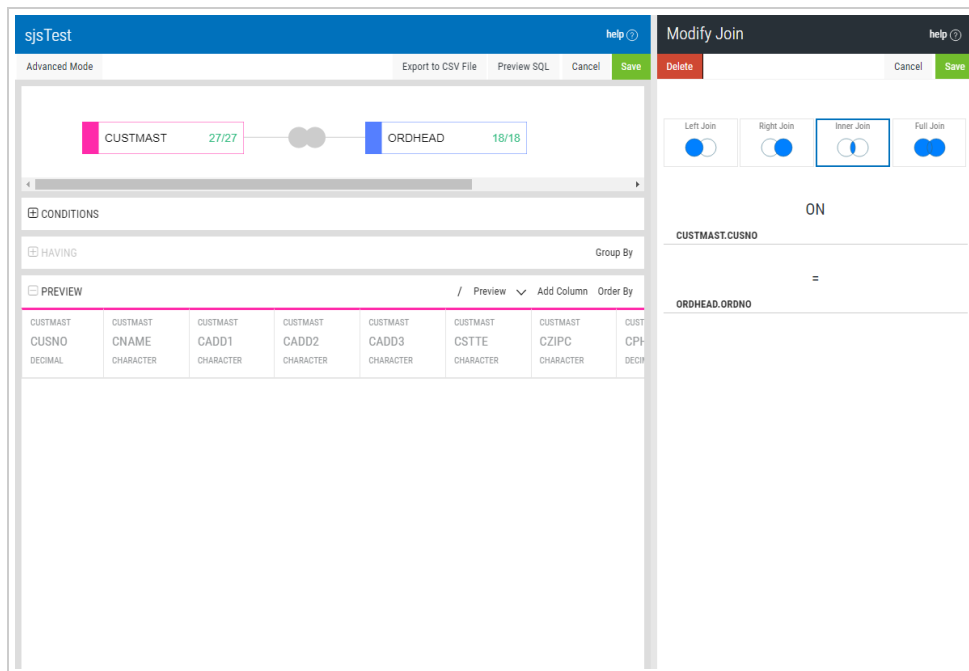 sjsTest help ?
Advanced Mode Export to CSV File Preview SQL Cancel Save
CUSTMAST 27/27 ORDHEAD 18/18
CONDITIONS
HAVING Group By
PREVIEW / Preview Add Column Order By
CUSTMAST CUSTMAST CUSTMAST CUSTMAST CUSTMAST CUSTMAST CUSTMAST CUST
CUSNO CNAME CADD1 CADD2 CADD3 CSTTE CZIPC CPH
DECIMAL CHARACTER CHARACTER CHARACTER CHARACTER CHARACTER CHARACTER DECI
Modify Join help ?
Delete Cancel Save
Left Join Right Join Inner Join Full Join
ON
CUSTMAST.CUSNO
=
ORDHEAD.ORDNO